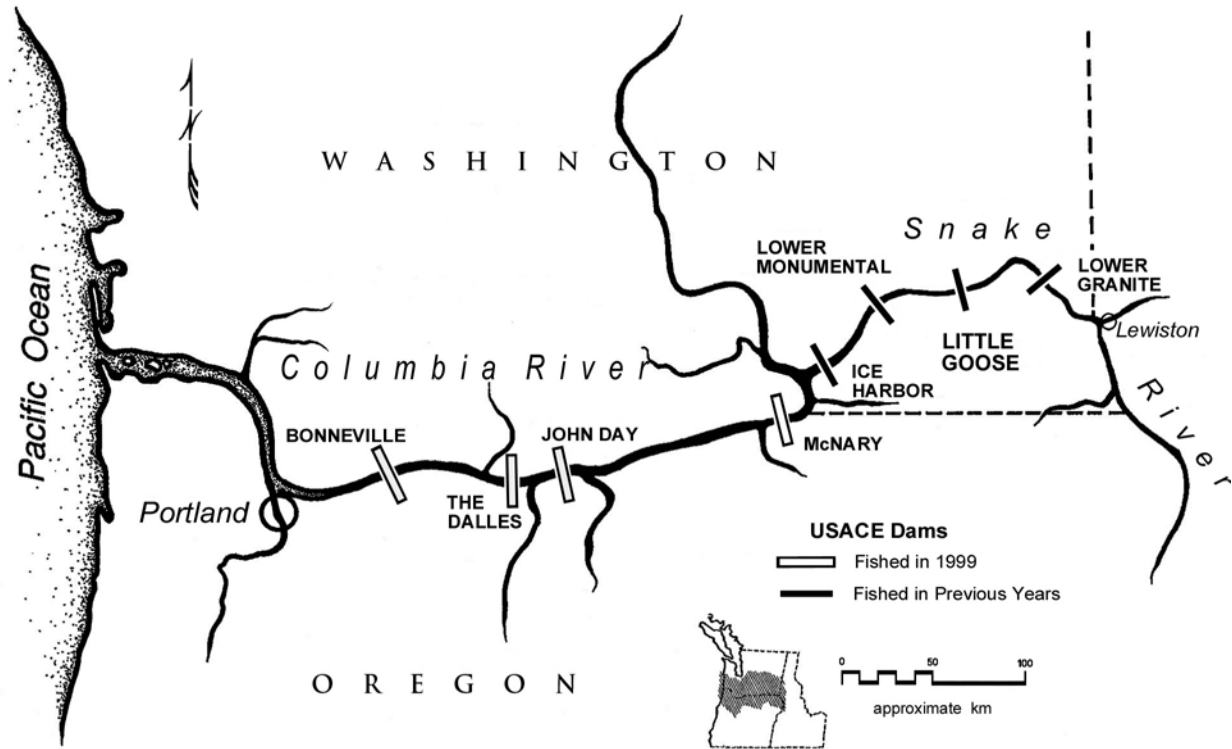 N
WASHINGTON
Pacific Ocean
Snake
River
LOWER
MONUMENTAL
LOWER
GRANITE
Lewiston
LITTLE
GOOSE
ICE
HARBOR
Columbia River
BONNEVILLE
JOHN DAY
McNARY
THE
DALLES
Portland
USACE Dams
Fished in 1999
Fished in Previous Years
OREGON
0 50 100
approximate km